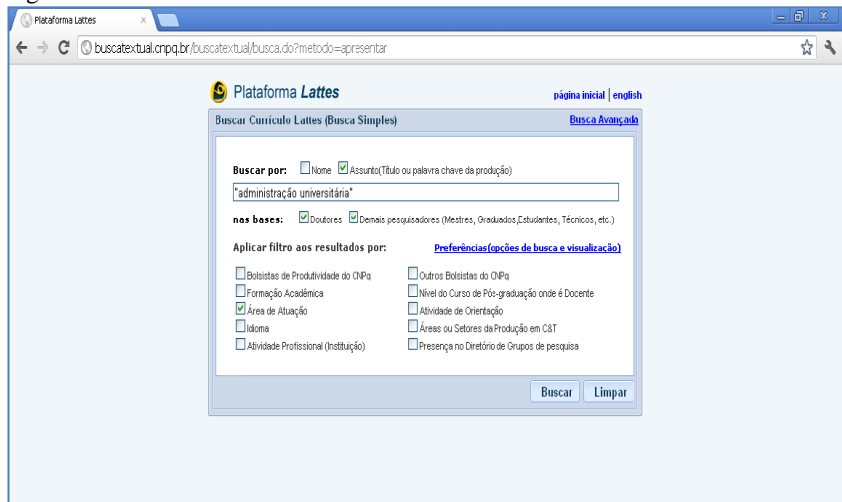 Plataforma Lattes
buscatextual.cnpq.br/buscatextual/busca.do?metodo=apresentar
Plataforma Lattes
página inicial | english
Buscar Currículo Lattes (Busca Simples)
Busca Avançada
Buscar por: Nome Assunto(Título ou palavra chave da produção)
"administração universitária"
nas bases: Doutores Demais pesquisadores (Mestres, Graduados,Estudantes, Técnicos, etc.)
Aplicar filtro aos resultados por: Preferências(opções de busca e visualização)
Bolsistas de Produtividade do CNPq Outros Bolsistas do CNPq
Formação Acadêmica Nível do Curso de Pós-graduação onde é Docente
Área de Atuação Atividade de Orientação
Idioma Áreas ou Setores da Produção em C&T
Atividade Profissional (Instituição) Presença no Diretório de Grupos de pesquisa
Buscar Limpar